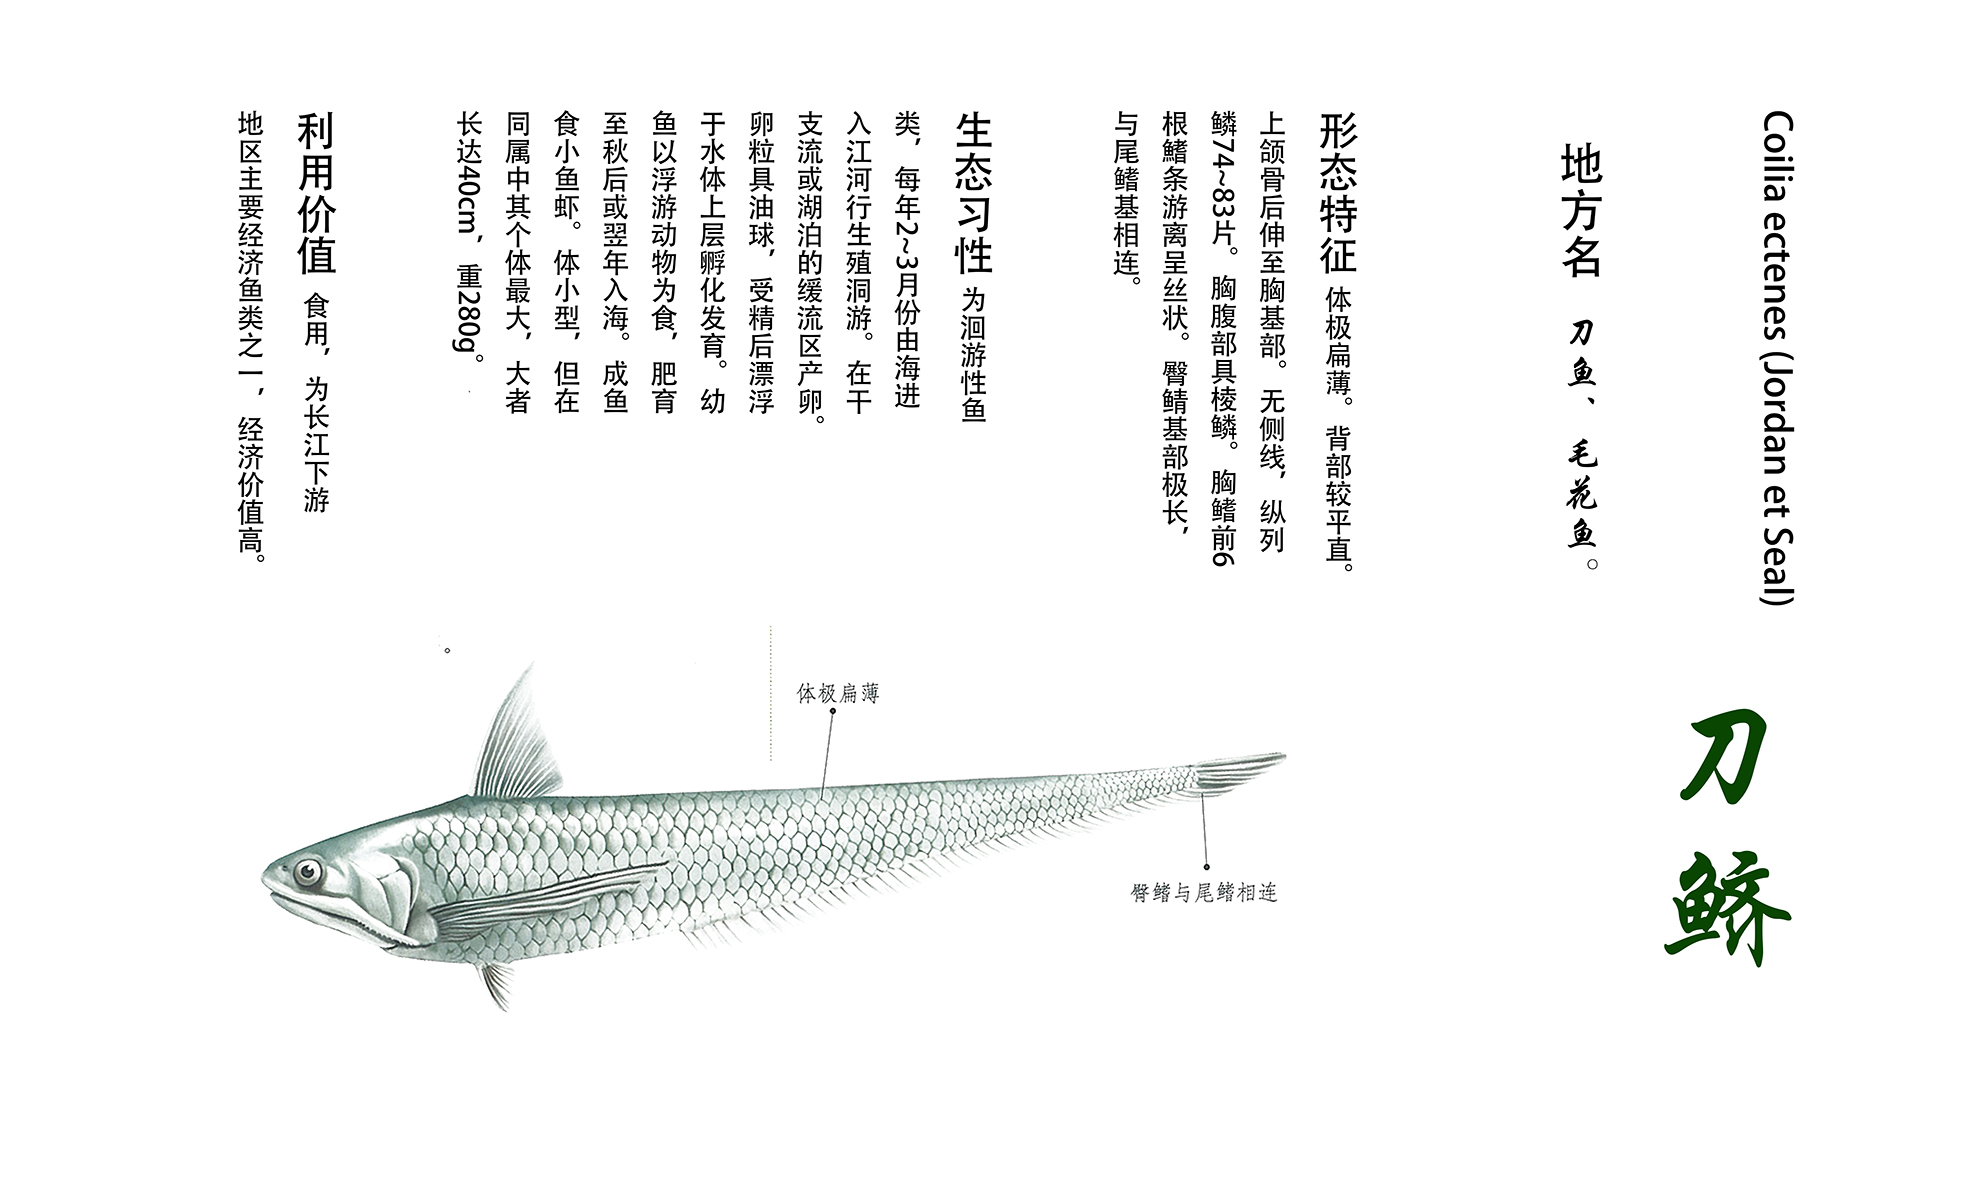 Coilia ectenes (Jordan et Seal)
刀鲚
地方名 刀鱼、毛花鱼。
形态特征 体极扁薄。背部较平直。
上颌骨后伸至胸基部。无侧线，纵列
鳞74~83片。胸腹部具棱鳞。胸鳍前6
根鳍条游离呈丝状。臀鲭基部极长，
与尾鳍基相连。
生态习性 为洄游性鱼
类，每年2~3月份由海进
入江河行生殖洞游。在干
支流或湖泊的缓流区产卵。
卵粒具油球，受精后漂浮
于水体上层孵化发育。幼
鱼以浮游动物为食，肥育
至秋后或翌年入海。成鱼
食小鱼虾。体小型，但在
同属中其个体最大，大者
长达40cm，重280g。
利用价值 食用，为长江下游
地区主要经济鱼类之一，经济价值高。
。
体极扁薄
臀鳍与尾鳍相连